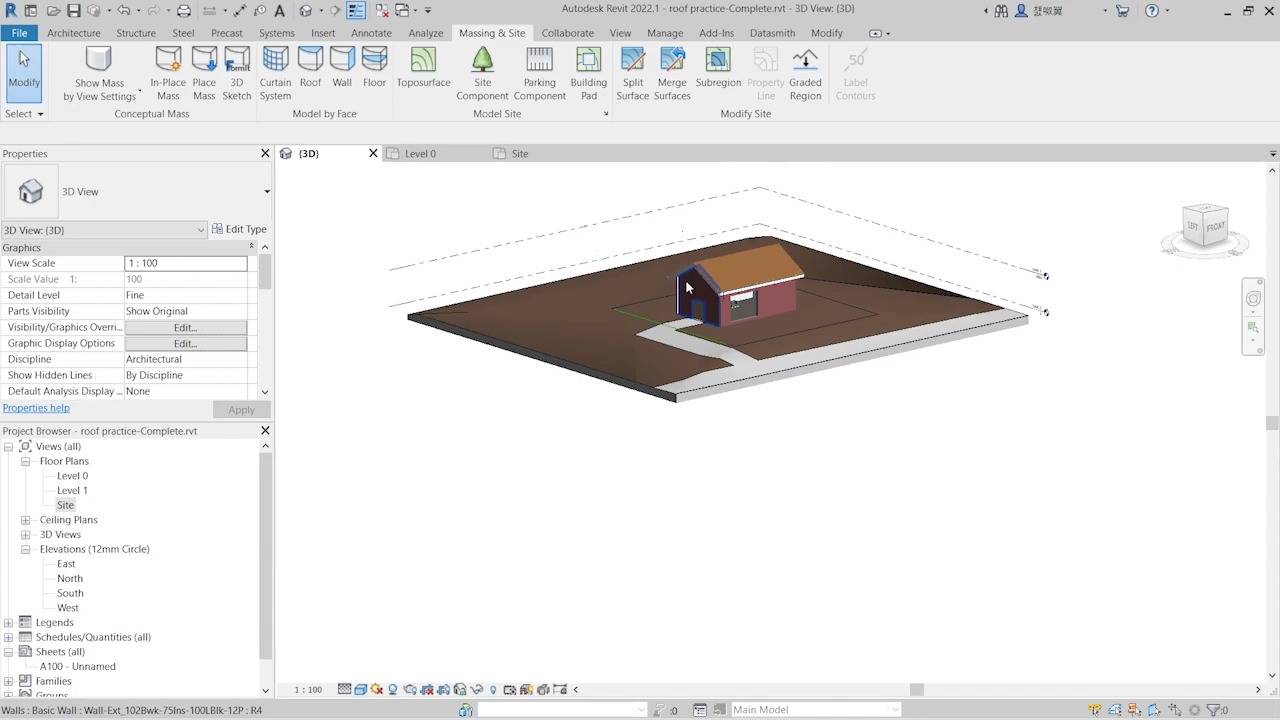 Autodesk Revit 2022.1 - roof practice-Complete.rvt - 3D View: {3D}
File Architecture Structure Steel Precast Systems Insert Annotate Analyze Massing & Site Collaborate View Manage Add-Ins Datasmith Modify
Modify
Show Mass
by View Settings
In-Place
Mass
Place
Mass
3D
Sketch
Curtain
System
Roof
Wall
Floor
Toposurface
Site
Component
Parking
Component
Building
Pad
Split
Surface
Merge
Surfaces
Subregion
Property
Line
Graded
Region
Label
Contours
Select
Conceptual Mass
Model by Face
Model Site
Modify Site
Properties
{3D}
Level 0
Site
3D View
3D View: {3D}
Edit Type
Graphics
View Scale 1 : 100
Scale Value 1: 100
Detail Level Fine
Parts Visibility Show Original
Visibility/Graphics Overri... Edit...
Graphic Display Options Edit...
Discipline Architectural
Show Hidden Lines By Discipline
Default Analysis Display ... None
Properties help
Apply
LEFT
FRONT
Project Browser - roof practice-Complete.rvt
Views (all)
Floor Plans
Level 0
Level 1
Site
Ceiling Plans
3D Views
Elevations (12mm Circle)
East
North
South
West
Legends
Schedules/Quantities (all)
Sheets (all)
A100 - Unnamed
Families
Groups
1 : 100
Walls : Basic Wall : Wall-Ext_102Bwk-75Ins-100LBlk-12P : R4
:0
Main Model
:0